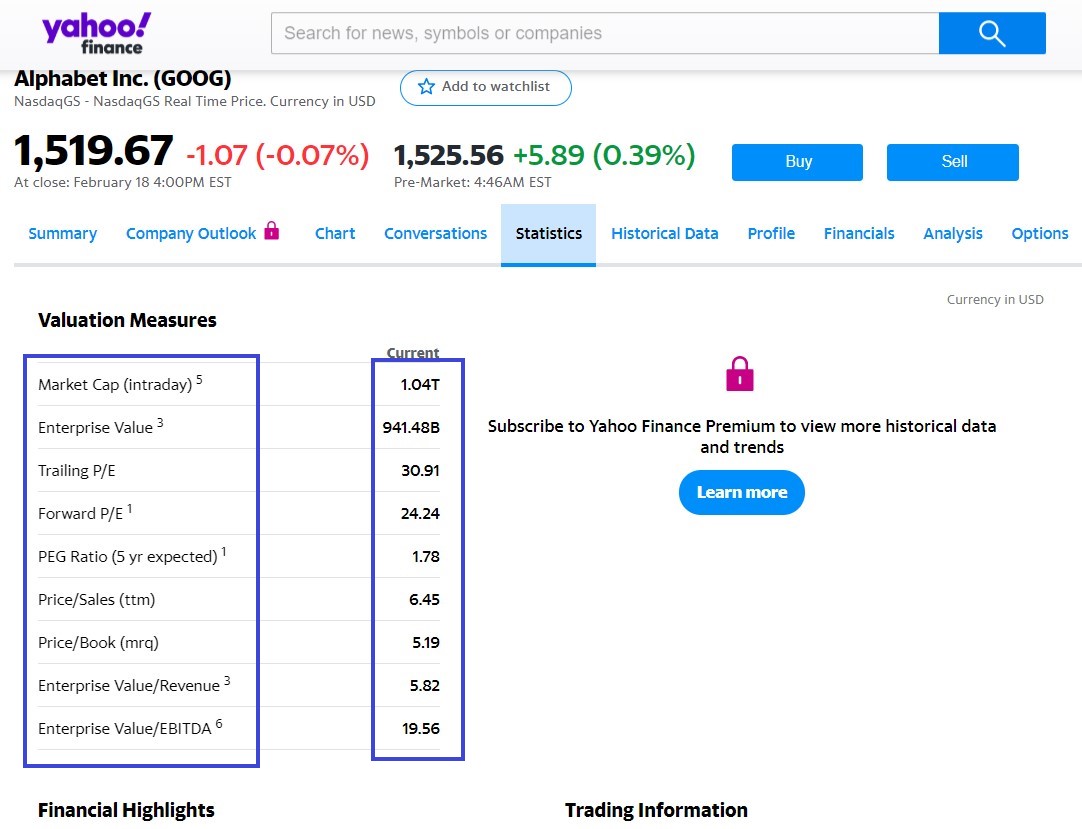 yahoo!
finance
Search for news, symbols or companies
Alphabet Inc. (GOOG)
NasdaqGS - NasdaqGS Real Time Price. Currency in USD
Add to watchlist
1,519.67 -1.07 (-0.07%)
At close: February 18 4:00PM EST
1,525.56 +5.89 (0.39%)
Pre-Market: 4:46AM EST
Buy
Sell
Summary Company Outlook Chart Conversations Statistics Historical Data Profile Financials Analysis Options
Currency in USD
Valuation Measures
Current
Market Cap (intraday) 5 1.04T
Enterprise Value 3 941.48B
Trailing P/E 30.91
Forward P/E 1 24.24
PEG Ratio (5 yr expected) 1 1.78
Price/Sales (ttm) 6.45
Price/Book (mrq) 5.19
Enterprise Value/Revenue 3 5.82
Enterprise Value/EBITDA 6 19.56
Subscribe to Yahoo Finance Premium to view more historical data
and trends
Learn more
Financial Highlights
Trading Information